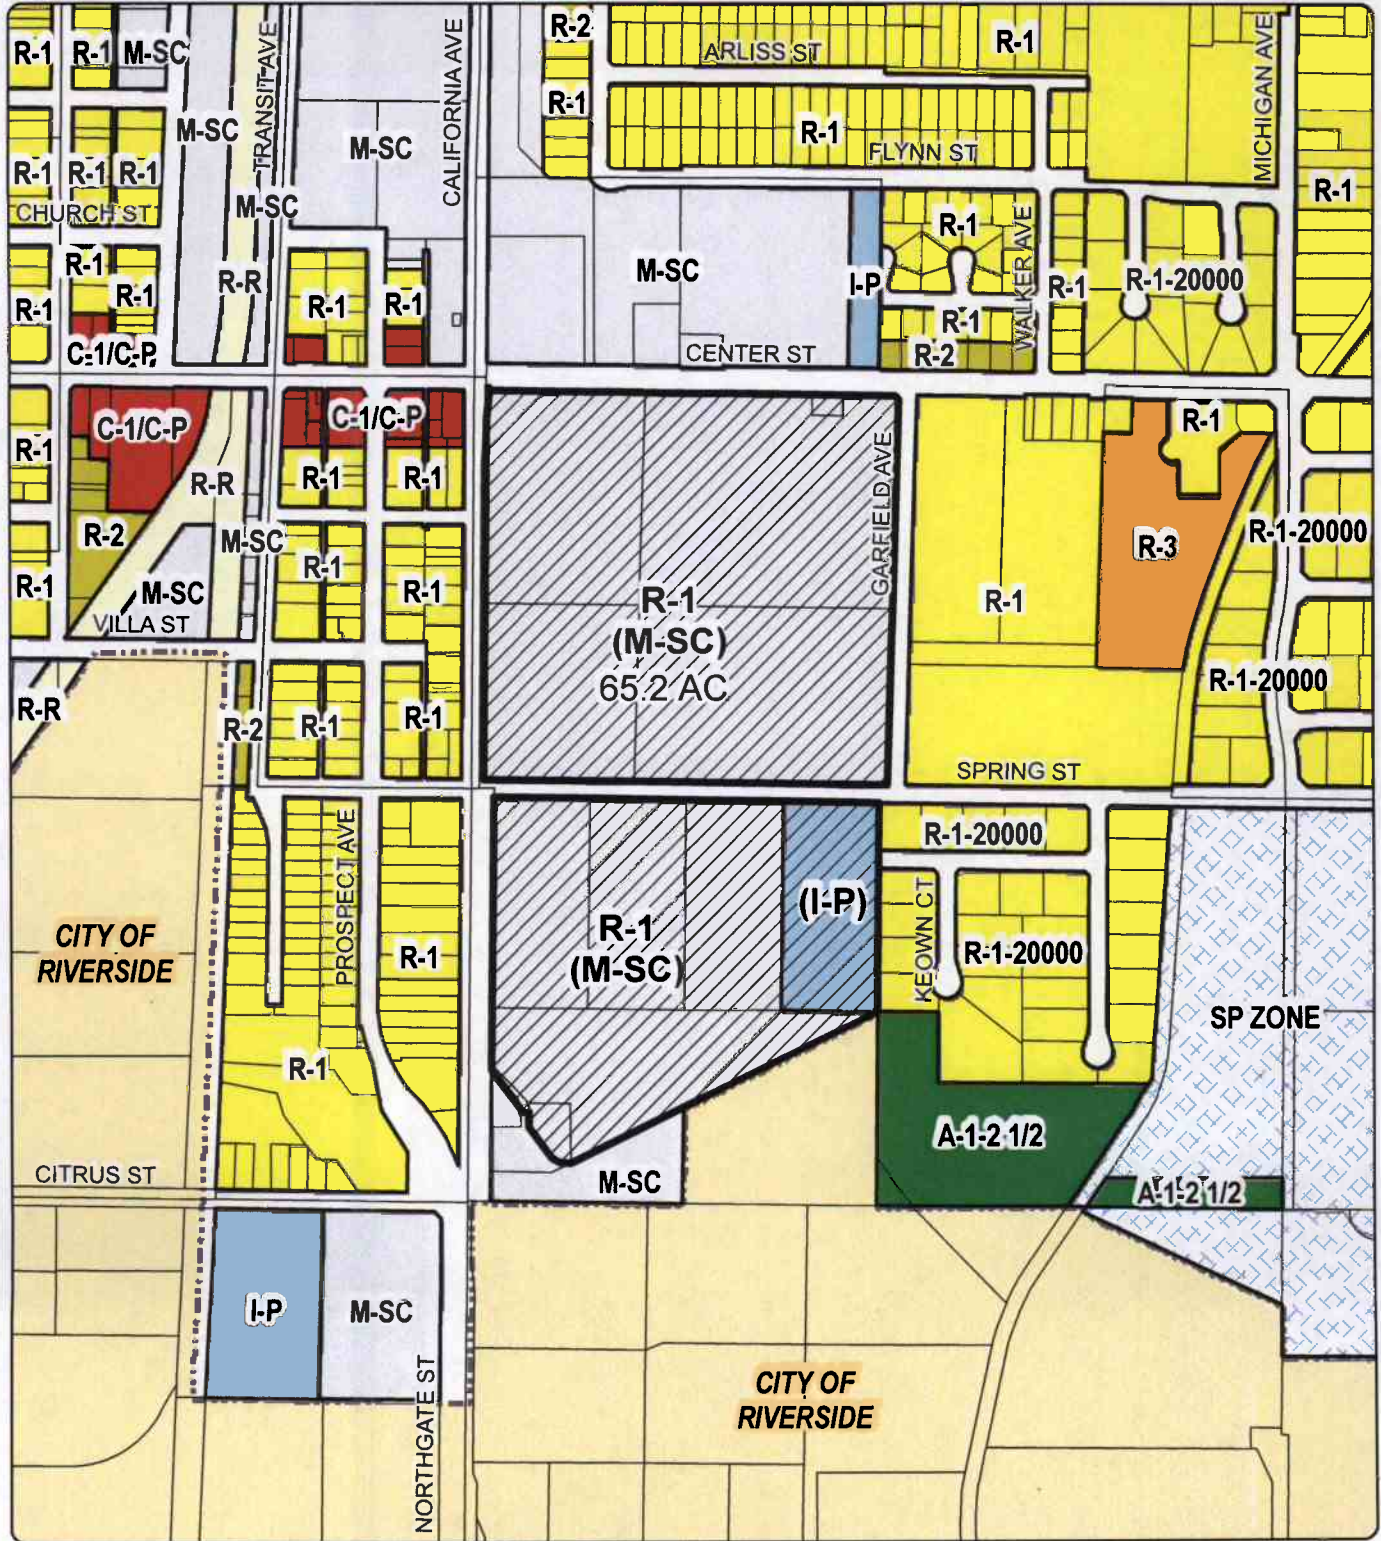 R-1
R-1
M-SC
TRANSIT AVE
CALIFORNIA AVE
R-2
ARLISS ST
R-1
MICHIGAN AVE
M-SC
M-SC
R-1
R-1
FLYNN ST
R-1
R-1
R-1
R-1
CHURCH ST
M-SC
R-1
WALKER AVE
R-1
R-R
M-SC
I-P
R-1
R-1-20000
R-1
R-1
R-1
R-1
R-1
C-1/C-P
CENTER ST
R-2
C-1/C-P
C-1/C-P
R-1
R-1
R-R
R-1
R-1
GARFIELD AVE
R-2
M-SC
R-1
R-3
R-1-20000
R-1
M-SC
R-1
R-1
(M-SC)
65.2 AC
R-1
VILLA ST
R-R
R-2
R-1
R-1
R-1-20000
SPRING ST
PROSPECT AVE
R-1-20000
(I-P)
KEOWN CT
CITY OF
RIVERSIDE
R-1
R-1
(M-SC)
R-1-20000
SP ZONE
R-1
A-1-2 1/2
CITRUS ST
M-SC
A-1-2 1/2
I-P
M-SC
NORTHGATE ST
CITY OF
RIVERSIDE